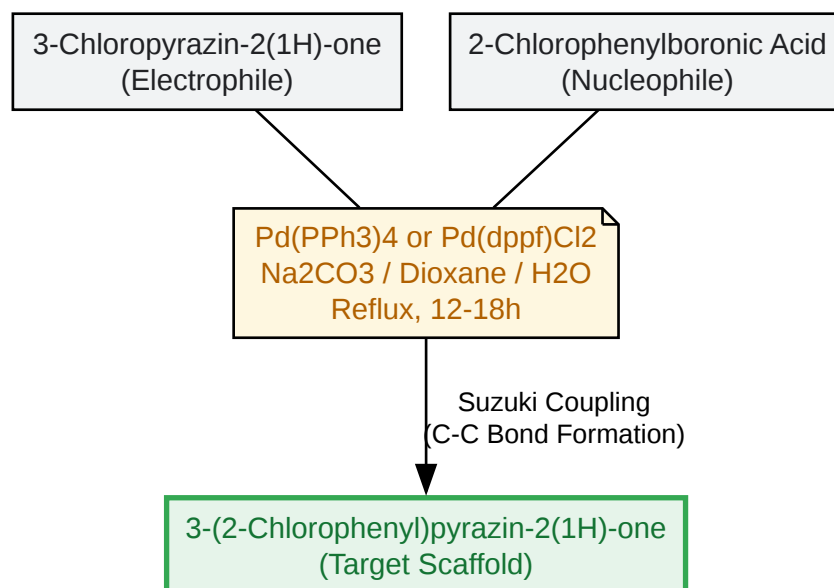 3-Chloropyrazin-2(1H)-one
(Electrophile)
2-Chlorophenylboronic Acid
(Nucleophile)
Pd(PPh3)4 or Pd(dppf)Cl2
Na2CO3 / Dioxane / H2O
Reflux, 12-18h
Suzuki Coupling
(C-C Bond Formation)
3-(2-Chlorophenyl)pyrazin-2(1H)-one
(Target Scaffold)